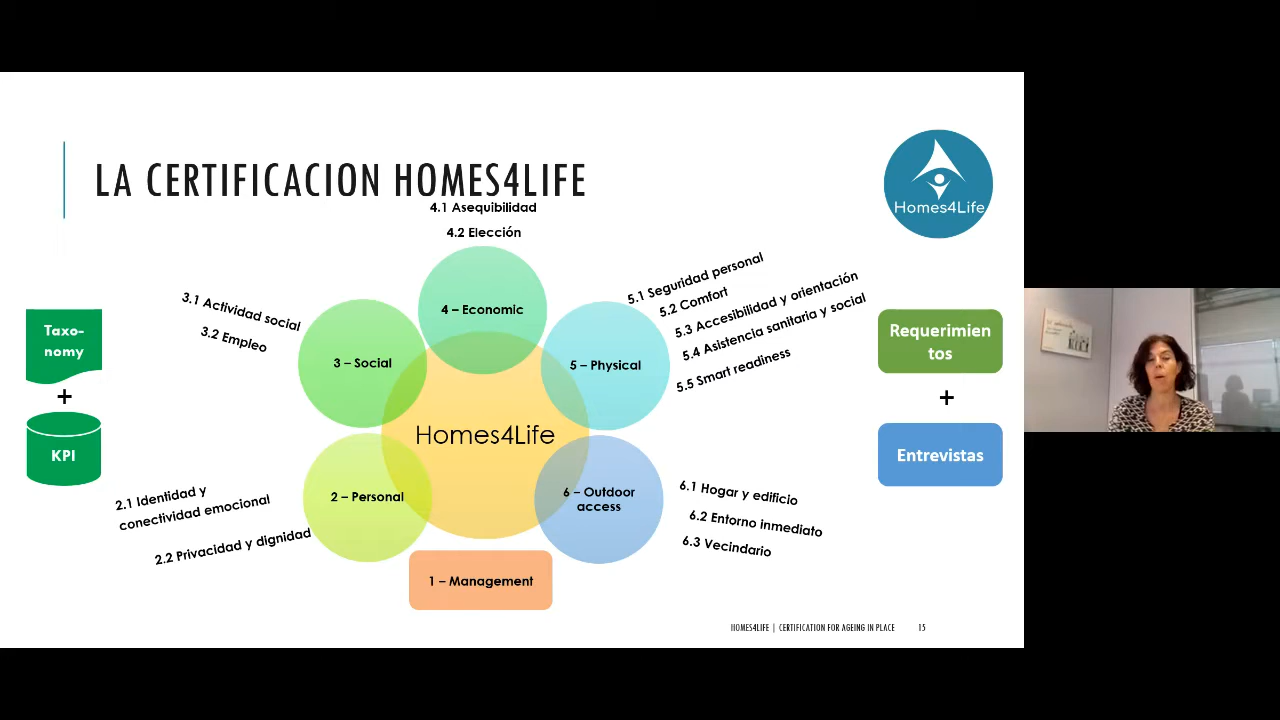 LA CERTIFICACION HOMES4LIFE
Homes4Life
4.1 Asequibilidad
4.2 Elección
3.1 Actividad social
3.2 Empleo
4 – Economic
5.1 Seguridad personal
5.2 Comfort
5.3 Accesibilidad y orientación
5.4 Asistencia sanitaria y social
5.5 Smart readiness
Taxo-
nomy
+
KPI
3 – Social
5 – Physical
Requerimien
tos
+
Entrevistas
Homes4Life
2.1 Identidad y
conectividad emocional
2.2 Privacidad y dignidad
2 – Personal
6 – Outdoor
access
6.1 Hogar y edificio
6.2 Entorno inmediato
6.3 Vecindario
1 – Management
HOMES4LIFE | CERTIFICATION FOR AGEING IN PLACE 15